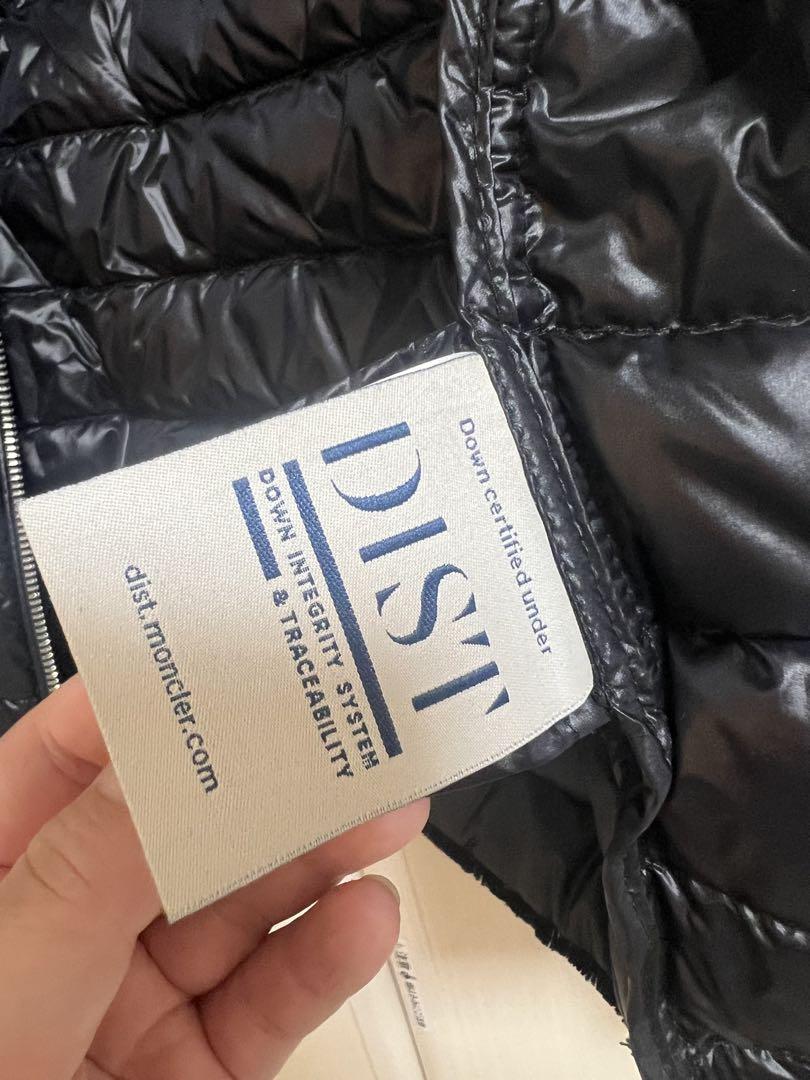 Down certified under
DIST
DOWN INTEGRITY SYSTEM
& TRACEABILITY
dist.moncler.com